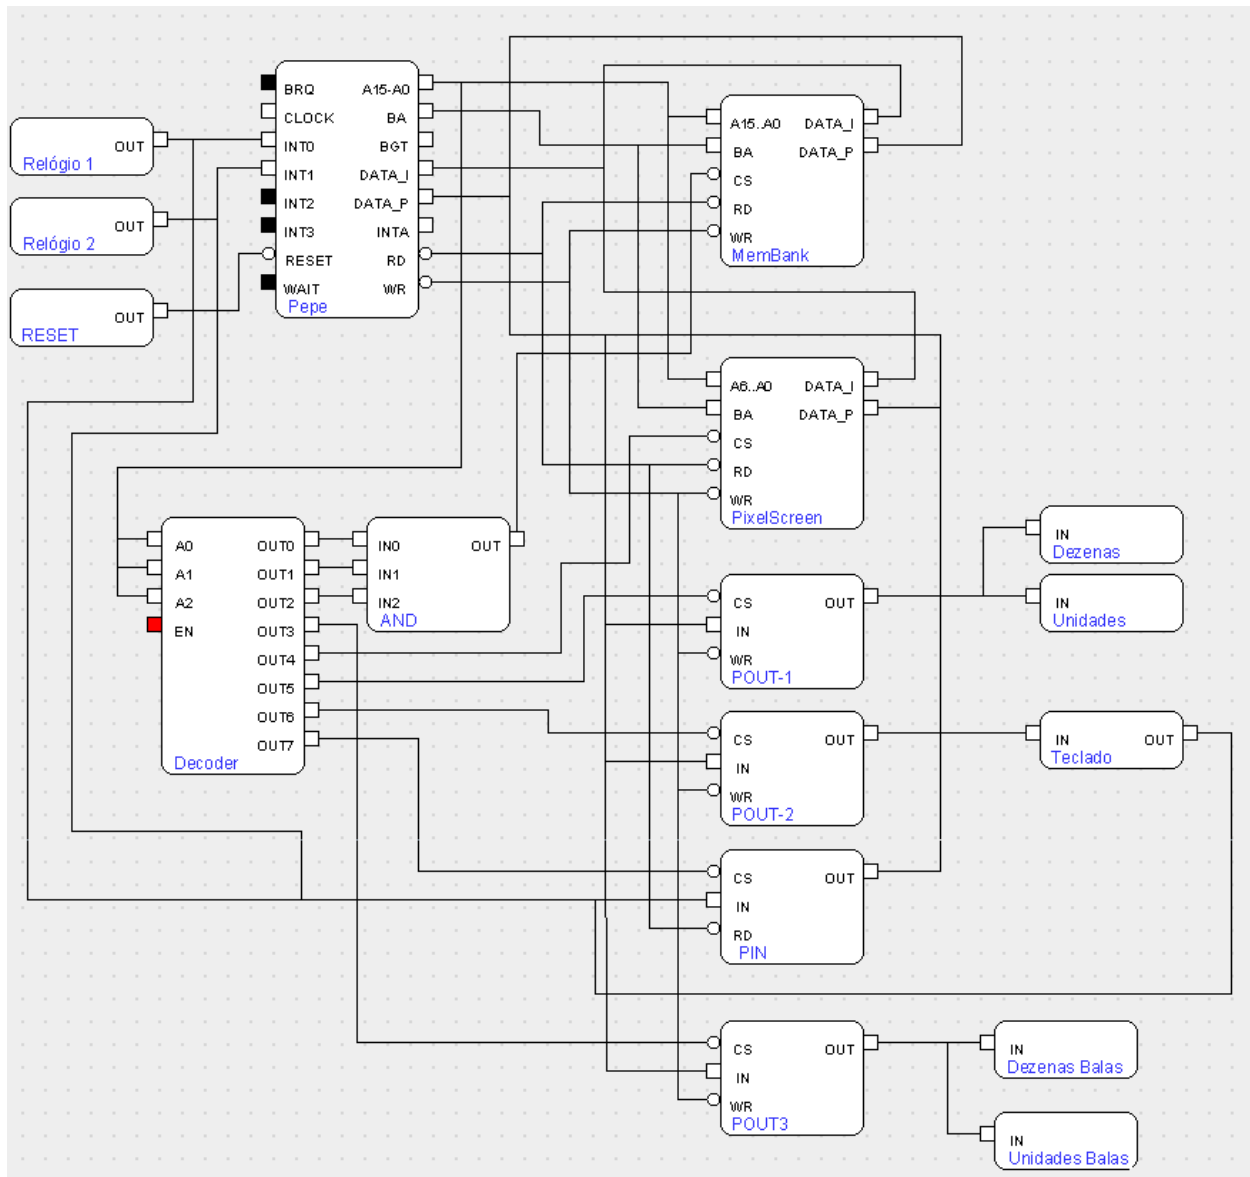 BRQ A15-A0
CLOCK BA
INT0 BGT
INT1 DATA_I
INT2 DATA_P
INT3 INTA
RESET RD
WAIT WR
Pepe
OUT
Relógio 1
OUT
Relógio 2
OUT
RESET
A15..A0 DATA_I
BA DATA_P
CS
RD
WR
MemBank
A6..A0 DATA_I
BA DATA_P
CS
RD
WR
PixelScreen
A0 OUT0
A1 OUT1
A2 OUT2
EN OUT3
OUT4
OUT5
OUT6
OUT7
Decoder
IN0 OUT
IN1
IN2
AND
IN
Dezenas
CS OUT
IN
WR
POUT-1
IN
Unidades
CS OUT
IN
WR
POUT-2
IN OUT
Teclado
CS OUT
IN
RD
PIN
CS OUT
IN
WR
POUT3
IN
Dezenas Balas
IN
Unidades Balas